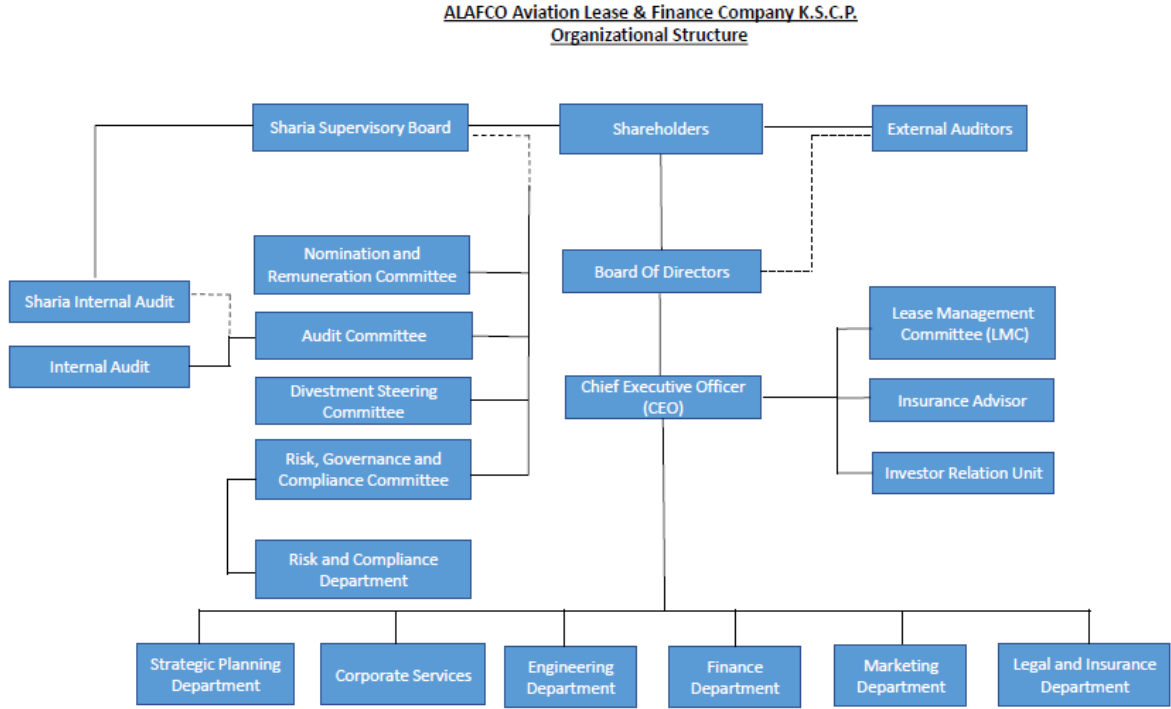 ALAFCO Aviation Lease & Finance Company K.S.C.P.
Organizational Structure
Sharia Supervisory Board
Shareholders
External Auditors
Nomination and
Remuneration Committee
Board Of Directors
Sharia Internal Audit
Lease Management
Committee (LMC)
Audit Committee
Internal Audit
Divestment Steering
Committee
Chief Executive Officer
(CEO)
Insurance Advisor
Risk, Governance and
Compliance Committee
Investor Relation Unit
Risk and Compliance
Department
Strategic Planning
Department
Corporate Services
Engineering
Department
Finance
Department
Marketing
Department
Legal and Insurance
Department